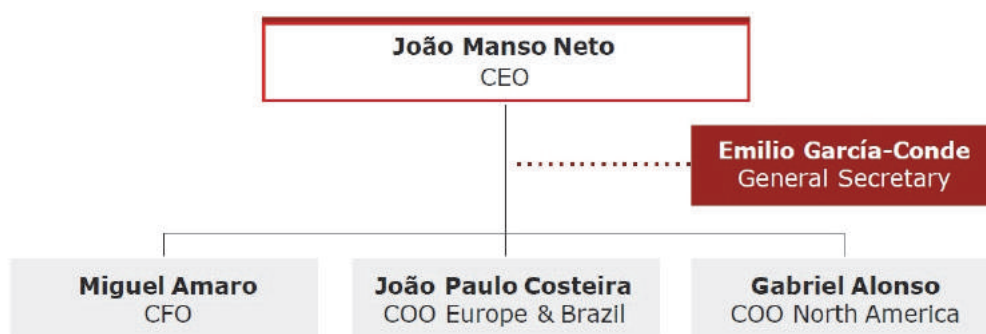 João Manso Neto
CEO
Emilio García-Conde
General Secretary
Miguel Amaro
CFO
João Paulo Costeira
COO Europe & Brazil
Gabriel Alonso
COO North America